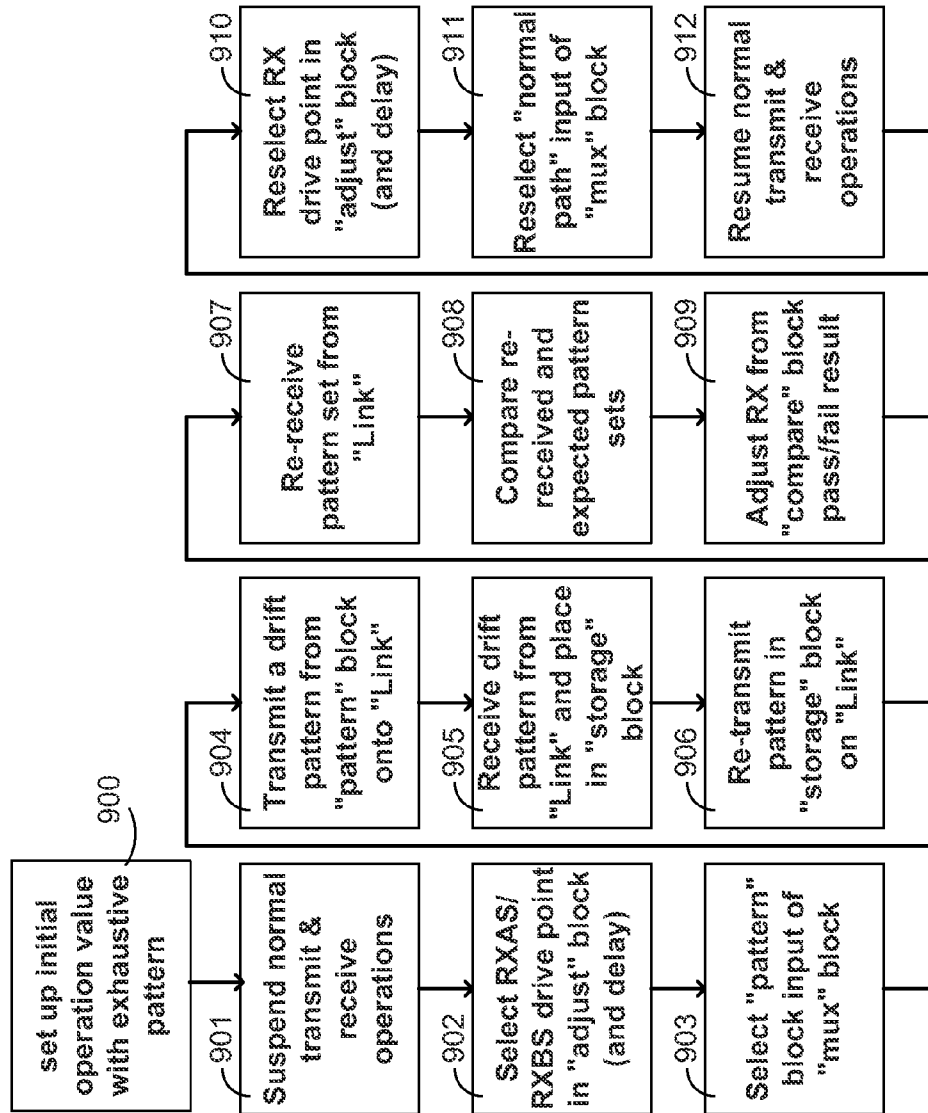 900
set up initial
operation value
with exhaustive
pattern
901
Suspend normal
transmit &
receive
operations
902
Select RXAS/
RXBS drive point
in "adjust" block
(and delay)
903
Select "pattern"
block input of
"mux" block
904
Transmit a drift
pattern from
"pattern" block
onto "Link"
905
Receive drift
pattern from
"Link" and place
in "storage"
block
906
Re-transmit
pattern in
"storage" block
on "Link"
907
Re-receive
pattern set from
"Link"
908
Compare re-
received and
expected pattern
sets
909
Adjust RX from
"compare" block
pass/fail result
910
Reselect RX
drive point in
"adjust" block
(and delay)
911
Reselect "normal
path" input of
"mux" block
912
Resume normal
transmit &
receive
operations